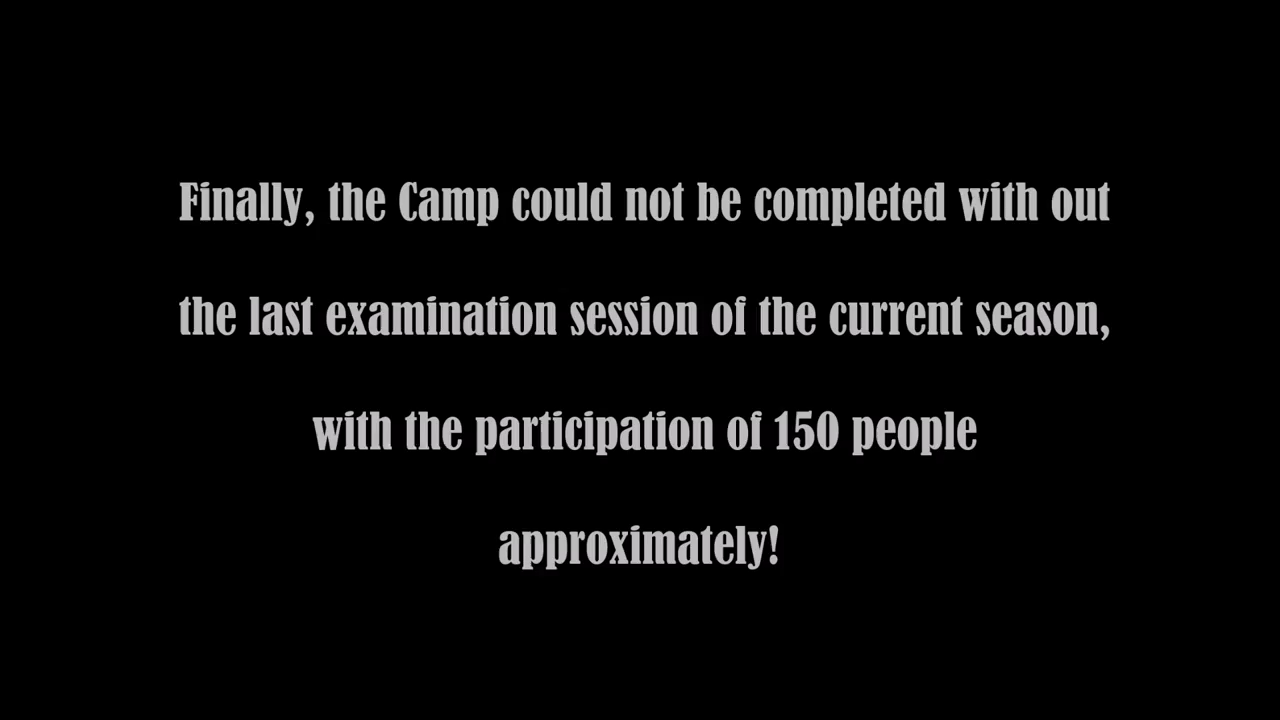 Finally, the Camp could not be completed with out
the last examination session of the current season,
with the participation of 150 people
approximately!